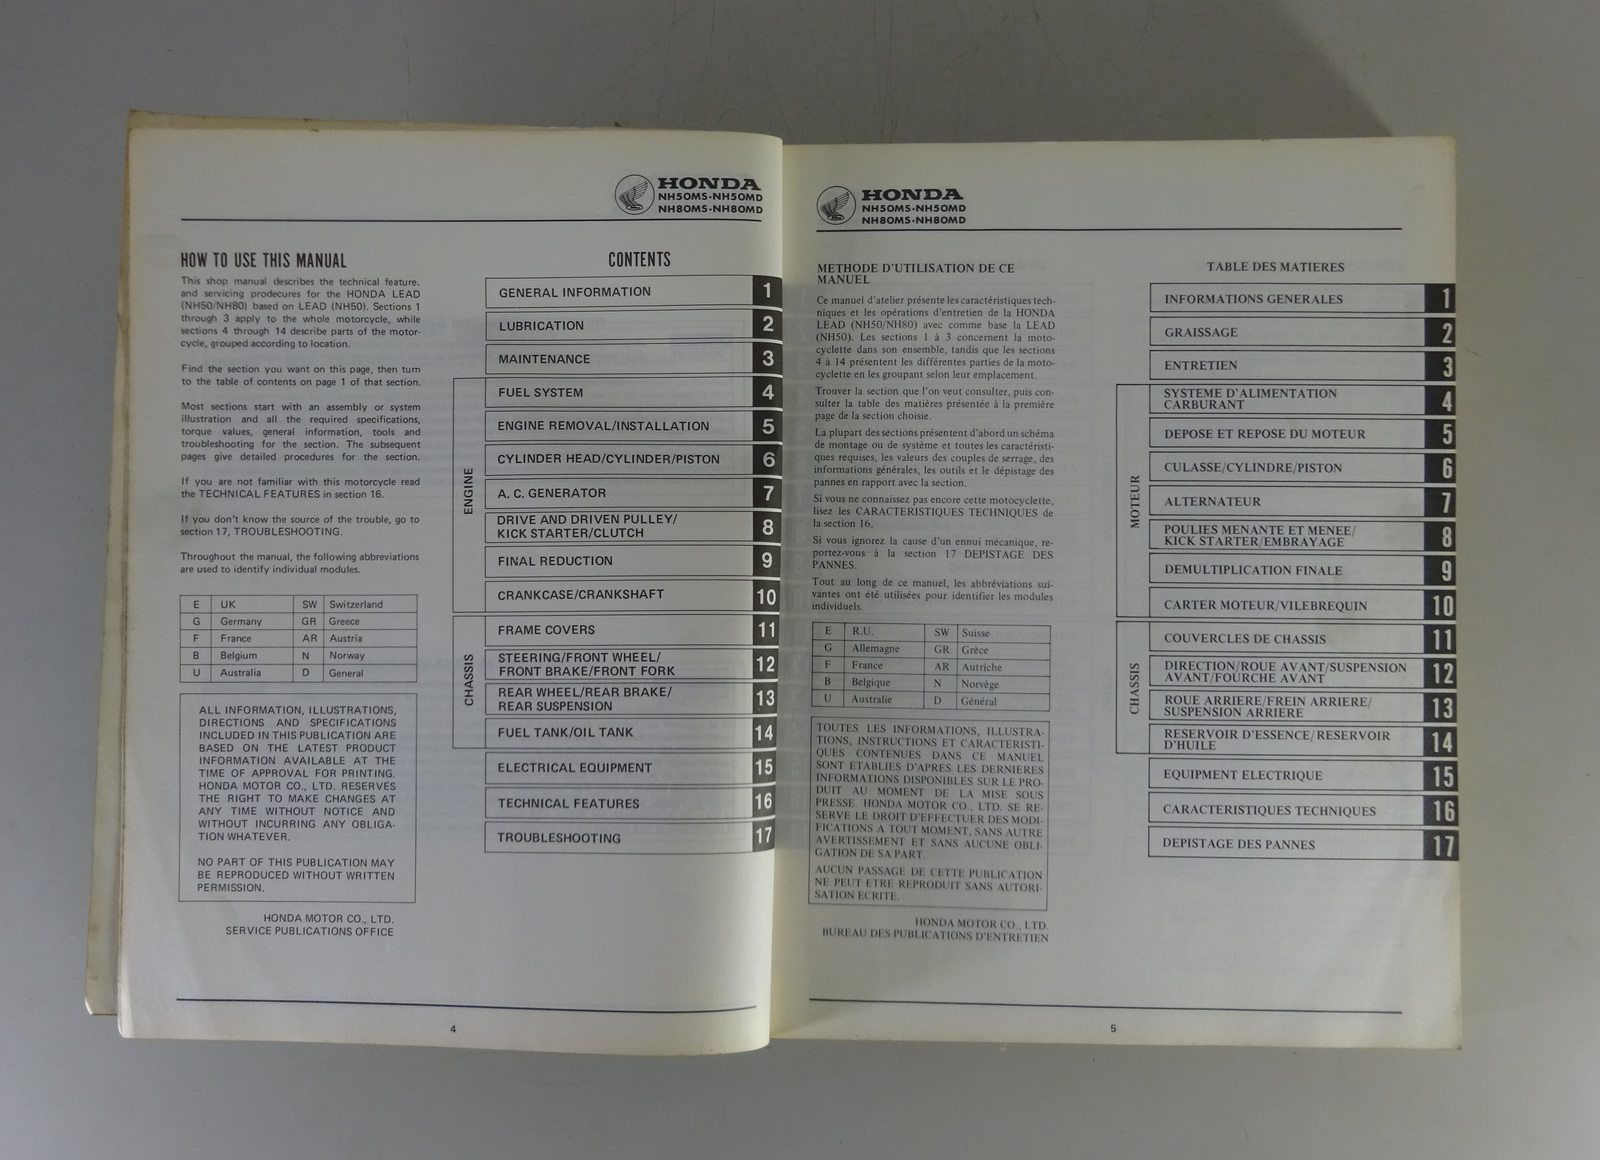 HONDA
NH50MS·NH50MD
NH80MS·NH80MD
HOW TO USE THIS MANUAL
This shop manual describes the technical feature.
and servicing prodecures for the HONDA LEAD
(NH50/NH80) based on LEAD (NH50). Sections 1
through 3 apply to the whole motorcycle, while
sections 4 through 14 describe parts of the motor-
cycle, grouped according to location.
Find the section you want on this page, then turn
to the table of contents on page 1 of that section.
Most sections start with an assembly or system
illustration and all the required specifications,
torque values, general information, tools and
troubleshooting for the section. The subsequent
pages give detailed procedures for the section.
If you are not familiar with this motorcycle read
the TECHNICAL FEATURES in section 16.
If you don't know the source of the trouble, go to
section 17, TROUBLESHOOTING.
Throughout the manual, the following abbreviations
are used to identify individual modules.
E UK SW Switzerland
G Germany GR Greece
F France AR Austria
B Belgium N Norway
U Australia D General
ALL INFORMATION, ILLUSTRATIONS,
DIRECTIONS AND SPECIFICATIONS
INCLUDED IN THIS PUBLICATION ARE
BASED ON THE LATEST PRODUCT
INFORMATION AVAILABLE AT THE
TIME OF APPROVAL FOR PRINTING.
HONDA MOTOR CO., LTD. RESERVES
THE RIGHT TO MAKE CHANGES AT
ANY TIME WITHOUT NOTICE AND
WITHOUT INCURRING ANY OBLIGA-
TION WHATEVER.
NO PART OF THIS PUBLICATION MAY
BE REPRODUCED WITHOUT WRITTEN
PERMISSION.
HONDA MOTOR CO., LTD.
SERVICE PUBLICATIONS OFFICE
CONTENTS
GENERAL INFORMATION 1
LUBRICATION 2
MAINTENANCE 3
ENGINE
FUEL SYSTEM 4
ENGINE REMOVAL/INSTALLATION 5
CYLINDER HEAD/CYLINDER/PISTON 6
A. C. GENERATOR 7
DRIVE AND DRIVEN PULLEY/
KICK STARTER/CLUTCH 8
FINAL REDUCTION 9
CRANKCASE/CRANKSHAFT 10
CHASSIS
FRAME COVERS 11
STEERING/FRONT WHEEL/
FRONT BRAKE/FRONT FORK 12
REAR WHEEL/REAR BRAKE/
REAR SUSPENSION 13
FUEL TANK/OIL TANK 14
ELECTRICAL EQUIPMENT 15
TECHNICAL FEATURES 16
TROUBLESHOOTING 17
4
HONDA
NH50MS·NH50MD
NH80MS·NH80MD
METHODE D'UTILISATION DE CE
MANUEL
Ce manuel d'atelier présente les caractéristiques tech-
niques et les opérations d'entretien de la HONDA
LEAD (NH50/NH80) avec comme base la LEAD
(NH50). Les sections 1 à 3 concernent la moto-
cyclette dans son ensemble, tandis que les sections
4 à 14 présentent les différentes parties de la moto-
cyclette en les groupant selon leur emplacement.
Trouver la section que l'on veut consulter, puis con-
sulter la table des matières présentée à la première
page de la section choisie.
La plupart des sections présentent d'abord un schéma
de montage ou de système et toutes les caractéristi-
ques requises, les valeurs des couples de serrage, des
informations générales, les outils et le dépistage des
pannes en rapport avec la section.
Si vous ne connaissez pas encore cette motocyclette,
lisez les CARACTERISTIQUES TECHNIQUES de
la section 16.
Si vous ignorez la cause d'un ennui mécanique, re-
portez-vous à la section 17 DEPISTAGE DES
PANNES.
Tout au long de ce manuel, les abbréviations sui-
vantes ont été utilisées pour identifier les modules
individuels.
E R.U. SW Suisse
G Allemagne GR Grèce
F France AR Autriche
B Belgique N Norvège
U Australie D Général
TOUTES LES INFORMATIONS, ILLUSTRA-
TIONS, INSTRUCTIONS ET CARACTERISTI-
QUES CONTENUES DANS CE MANUEL
SONT ETABLIES D'APRES LES DERNIERES
INFORMATIONS DISPONIBLES SUR LE PRO-
DUIT AU MOMENT DE LA MISE SOUS
PRESSE. HONDA MOTOR CO., LTD. SE RE-
SERVE LE DROIT D'EFFECTUER DES MODI-
FICATIONS A TOUT MOMENT, SANS AUTRE
AVERTISSEMENT ET SANS AUCUNE OBLI-
GATION DE SA PART.
AUCUN PASSAGE DE CETTE PUBLICATION
NE PEUT ETRE REPRODUIT SANS AUTORI-
SATION ECRITE.
HONDA MOTOR CO., LTD.
BUREAU DES PUBLICATIONS D'ENTRETIEN
TABLE DES MATIERES
INFORMATIONS GENERALES 1
GRAISSAGE 2
ENTRETIEN 3
MOTEUR
SYSTEME D'ALIMENTATION
CARBURANT 4
DEPOSE ET REPOSE DU MOTEUR 5
CULASSE/CYLINDRE/PISTON 6
ALTERNATEUR 7
POULIES MENANTE ET MENEE/
KICK STARTER/EMBRAYAGE 8
DEMULTIPLICATION FINALE 9
CARTER MOTEUR/VILEBREQUIN 10
CHASSIS
COUVERCLES DE CHASSIS 11
DIRECTION/ROUE AVANT/SUSPENSION
AVANT/FOURCHE AVANT 12
ROUE ARRIERE/FREIN ARRIERE/
SUSPENSION ARRIERE 13
RESERVOIR D'ESSENCE/RESERVOIR
D'HUILE 14
EQUIPMENT ELECTRIQUE 15
CARACTERISTIQUES TECHNIQUES 16
DEPISTAGE DES PANNES 17
5